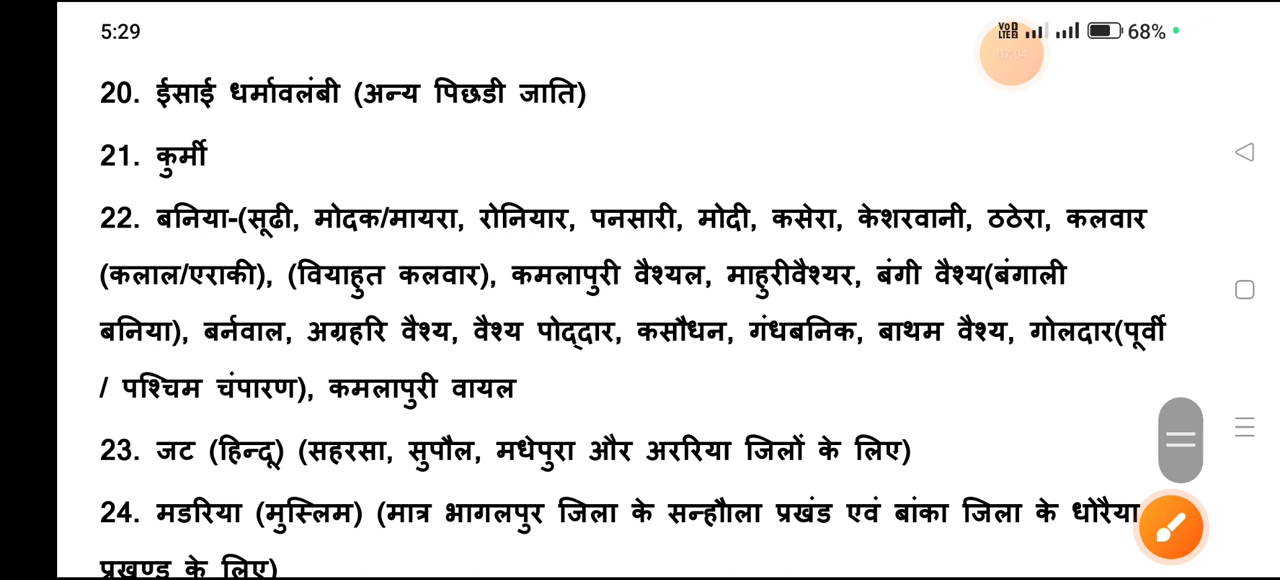 5:29
VoD LTE2 68%
20. ईसाई धर्मावलंबी (अन्य पिछडी जाति)
21. कुर्मी
22. बनिया-(सूढी, मोदक/मायरा, रोनियार, पनसारी, मोदी, कसेरा, केशरवानी, ठठेरा, कलवार
(कलाल/एराकी), (वियाहुत कलवार), कमलापुरी वैश्यल, माहुरीवैश्यर, बंगी वैश्य(बंगाली
बनिया), बर्नवाल, अग्रहरि वैश्य, वैश्य पोद्दार, कसौधन, गंधबनिक, बाथम वैश्य, गोलदार(पूर्वी
/ पश्चिम चंपारण), कमलापुरी वायल
23. जट (हिन्दू) (सहरसा, सुपौल, मधेपुरा और अररिया जिलों के लिए)
24. मडरिया (मुस्लिम) (मात्र भागलपुर जिला के सन्हौाला प्रखंड एवं बांका जिला के धोरैया
प्रखण्ड के लिए)